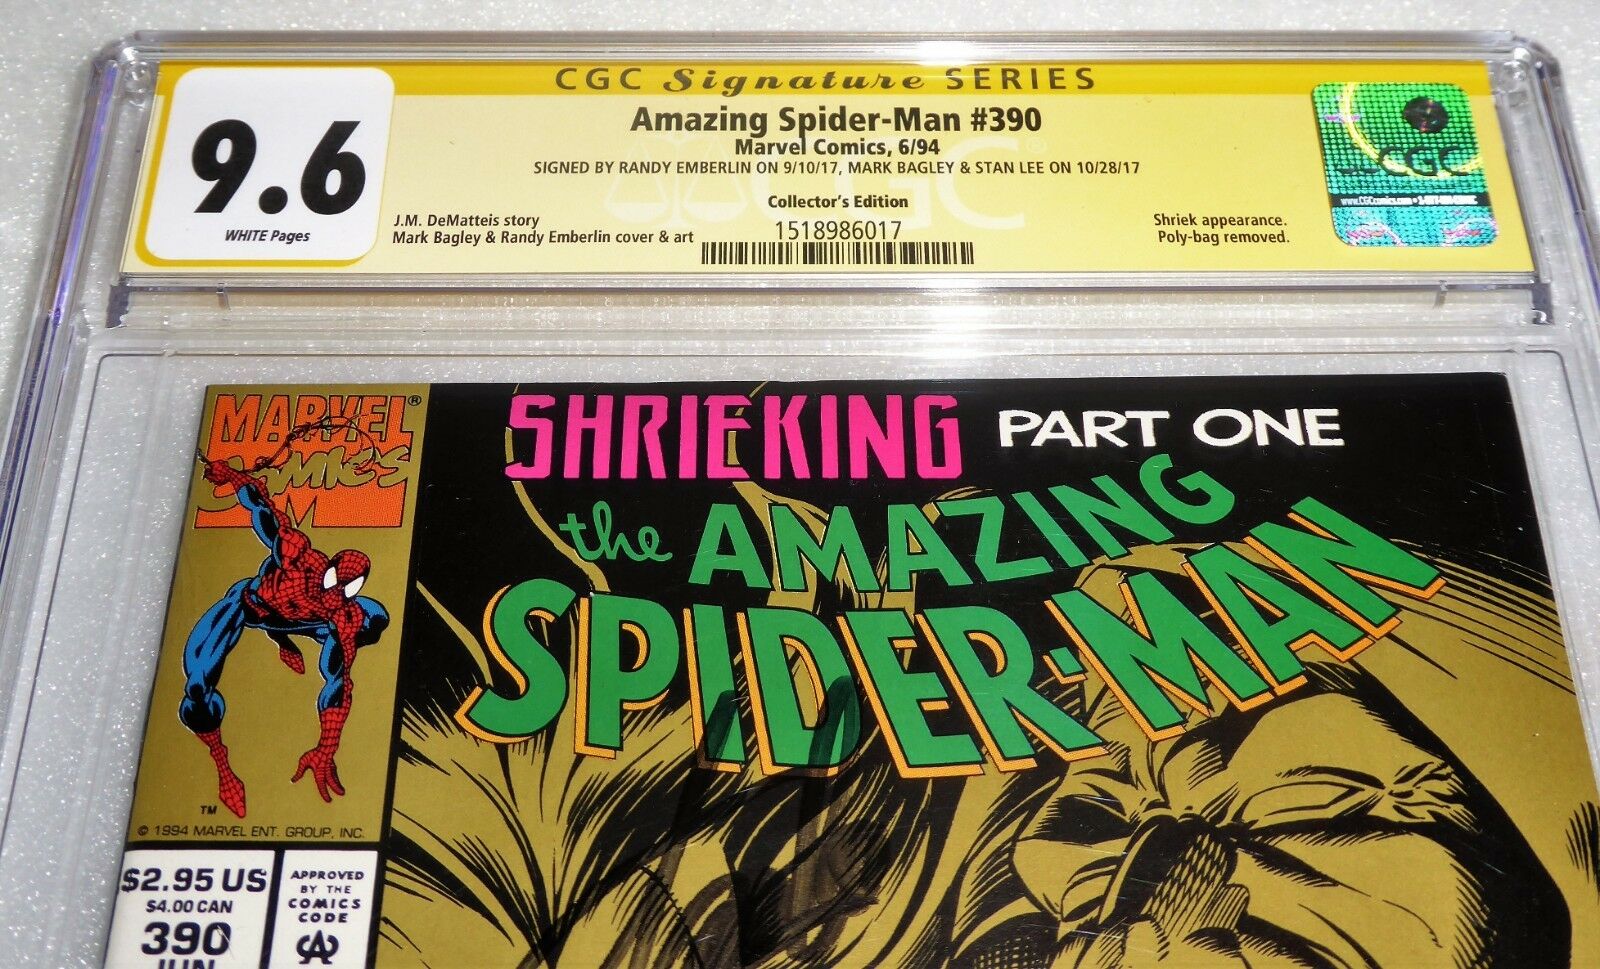 CGC Signature SERIES
9.6
WHITE Pages
Amazing Spider-Man #390
Marvel Comics, 6/94
SIGNED BY RANDY EMBERLIN ON 9/10/17, MARK BAGLEY & STAN LEE ON 10/28/17
Collector's Edition
J.M. DeMatteis story
Mark Bagley & Randy Emberlin cover & art
1518986017
Shriek appearance.
Poly-bag removed.
CGC
MARVEL®
COMICS
SHRIEKING PART ONE
the AMAZING
SPIDER-MAN
TM
© 1994 MARVEL ENT. GROUP, INC.
$2.95 US
$4.00 CAN
390
JUN
APPROVED
BY THE
COMICS
CODE